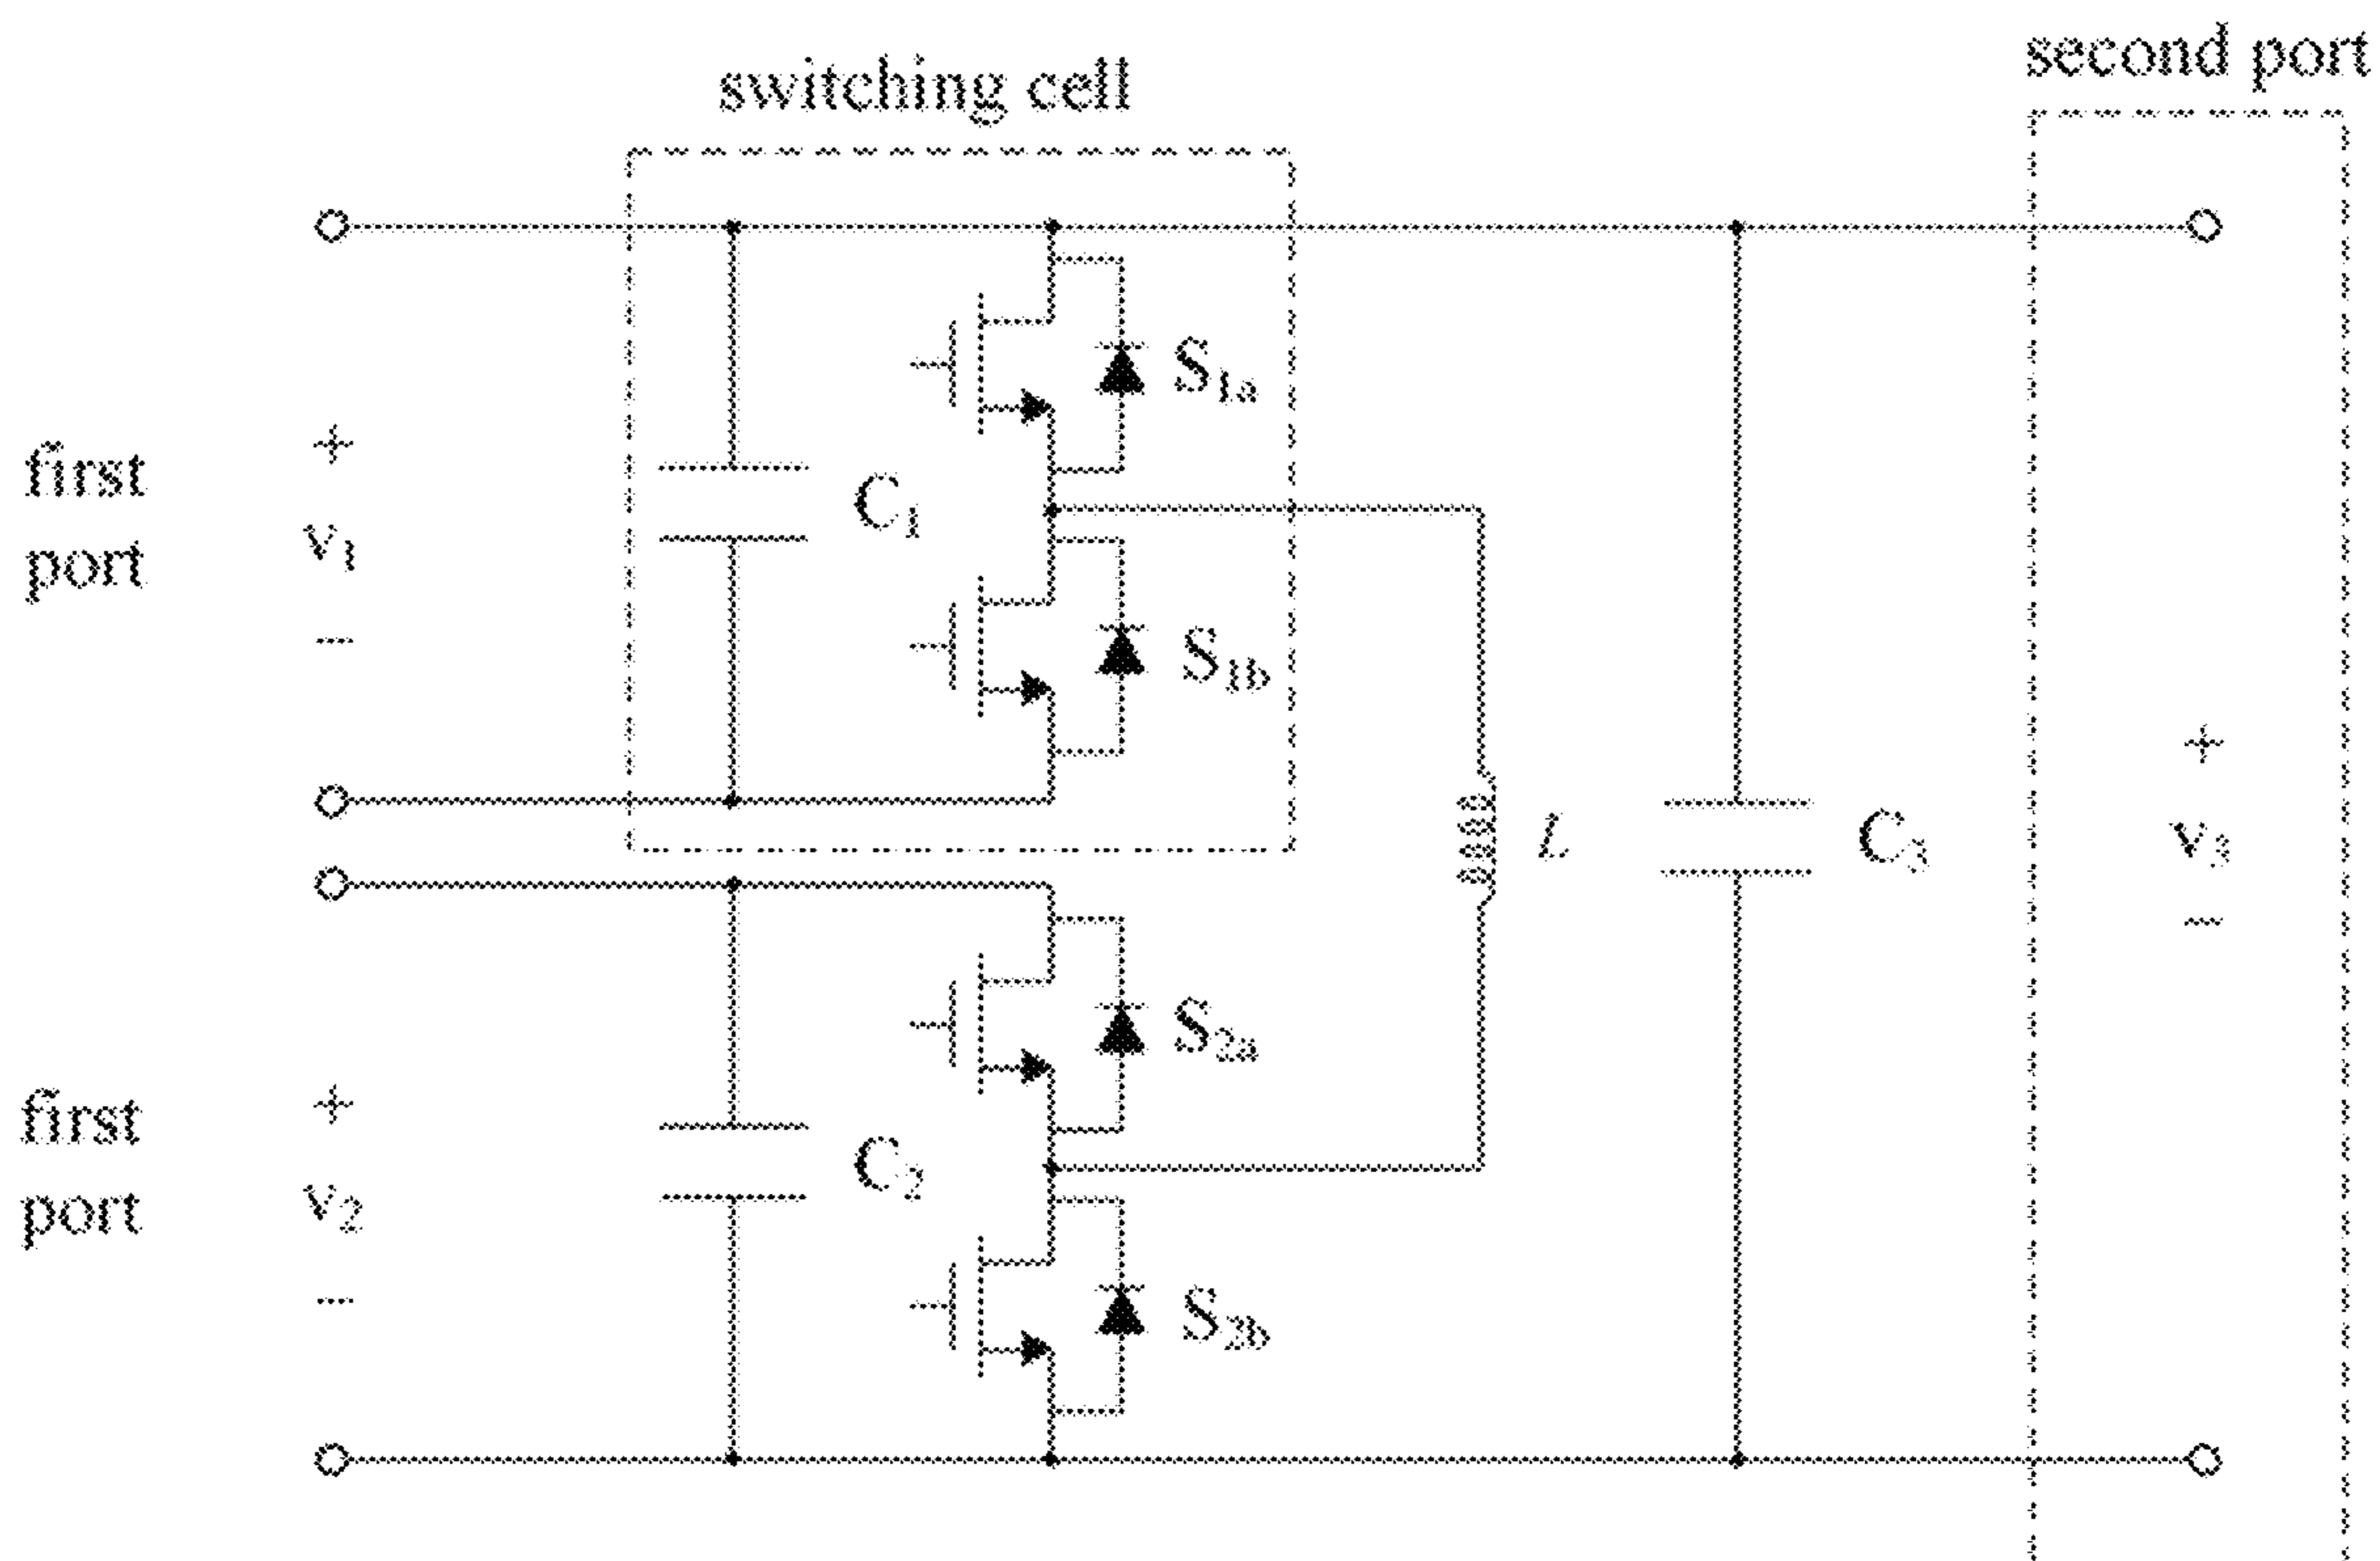 second port
switching cell
S1a
first
port
+
v1
−
C1
S1b
+
v3
−
L
C3
S2a
first
port
+
v2
−
C2
S2b